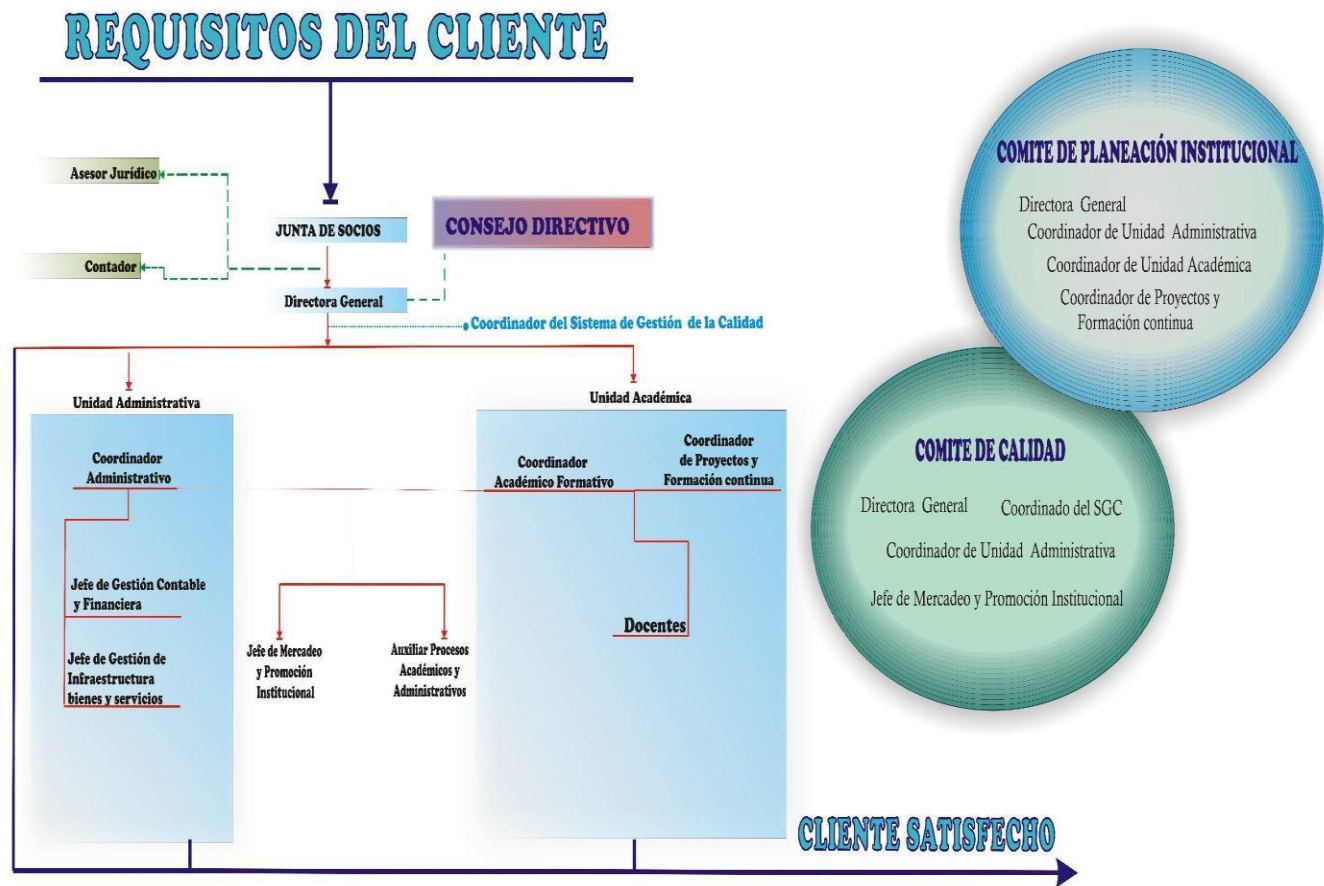 REQUISITOS DEL CLIENTE
Asesor Jurídico
JUNTA DE SOCIOS
CONSEJO DIRECTIVO
Contador
Directora General
Coordinador del Sistema de Gestión de la Calidad
Unidad Administrativa
Unidad Académica
Coordinador
Administrativo
Coordinador
Académico Formativo
Coordinador
de Proyectos y
Formación continua
Jefe de Gestión Contable
y Financiera
Jefe de Gestión de
Infraestructura
bienes y servicios
Jefe de Mercadeo
y Promoción
Institucional
Auxiliar Procesos
Académicos y
Administrativos
Docentes
COMITE DE PLANEACIÓN INSTITUCIONAL
Directora General
Coordinador de Unidad Administrativa
Coordinador de Unidad Académica
Coordinador de Proyectos y
Formación continua
COMITE DE CALIDAD
Directora General
Coordinado del SGC
Coordinador de Unidad Administrativa
Jefe de Mercadeo y Promoción Institucional
CLIENTE SATISFECHO